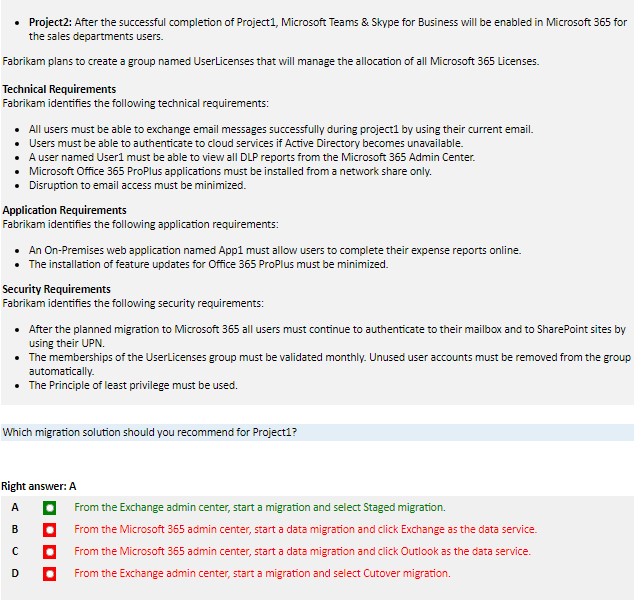 • Project2: After the successful completion of Project1, Microsoft Teams & Skype for Business will be enabled in Microsoft 365 for
the sales departments users.
Fabrikam plans to create a group named UserLicenses that will manage the allocation of all Microsoft 365 Licenses.
Technical Requirements
Fabrikam identifies the following technical requirements:
• All users must be able to exchange email messages successfully during project1 by using their current email.
• Users must be able to authenticate to cloud services if Active Directory becomes unavailable.
• A user named User1 must be able to view all DLP reports from the Microsoft 365 Admin Center.
• Microsoft Office 365 ProPlus applications must be installed from a network share only.
• Disruption to email access must be minimized.
Application Requirements
Fabrikam identifies the following application requirements:
• An On-Premises web application named App1 must allow users to complete their expense reports online.
• The installation of feature updates for Office 365 ProPlus must be minimized.
Security Requirements
Fabrikam identifies the following security requirements:
• After the planned migration to Microsoft 365 all users must continue to authenticate to their mailbox and to SharePoint sites by
using their UPN.
• The memberships of the UserLicenses group must be validated monthly. Unused user accounts must be removed from the group
automatically.
• The Principle of least privilege must be used.
Which migration solution should you recommend for Project1?
Right answer: A
A From the Exchange admin center, start a migration and select Staged migration.
B From the Microsoft 365 admin center, start a data migration and click Exchange as the data service.
C From the Microsoft 365 admin center, start a data migration and click Outlook as the data service.
D From the Exchange admin center, start a migration and select Cutover migration.